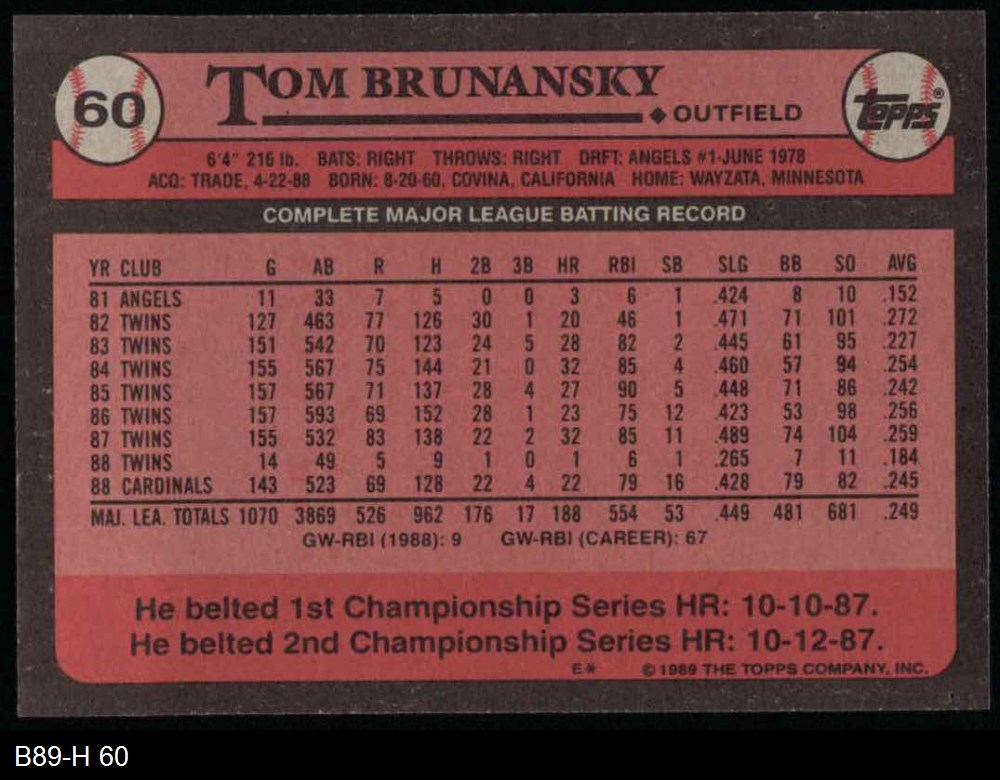 60
TOM BRUNANSKY
◆ OUTFIELD
TOPPS®
6'4" 216 lb. BATS: RIGHT THROWS: RIGHT DRFT: ANGELS #1-JUNE 1978
ACQ: TRADE, 4-22-88 BORN: 8-20-60, COVINA, CALIFORNIA HOME: WAYZATA, MINNESOTA
COMPLETE MAJOR LEAGUE BATTING RECORD
YR CLUB G AB R H 2B 3B HR RBI SB SLG BB SO AVG
81 ANGELS 11 33 7 5 0 0 3 6 1 .424 8 10 .152
82 TWINS 127 463 77 126 30 1 20 46 1 .471 71 101 .272
83 TWINS 151 542 70 123 24 5 28 82 2 .445 61 95 .227
84 TWINS 155 567 75 144 21 0 32 85 4 .460 57 94 .254
85 TWINS 157 567 71 137 28 4 27 90 5 .448 71 86 .242
86 TWINS 157 593 69 152 28 1 23 75 12 .423 53 98 .256
87 TWINS 155 532 83 138 22 2 32 85 11 .489 74 104 .259
88 TWINS 14 49 5 9 1 0 1 6 1 .265 7 11 .184
88 CARDINALS 143 523 69 128 22 4 22 79 16 .428 79 82 .245
MAJ. LEA. TOTALS 1070 3869 526 962 176 17 188 554 53 .449 481 681 .249
GW-RBI (1988): 9 GW-RBI (CAREER): 67
He belted 1st Championship Series HR: 10-10-87.
He belted 2nd Championship Series HR: 10-12-87.
E* © 1989 THE TOPPS COMPANY, INC.
B89-H 60